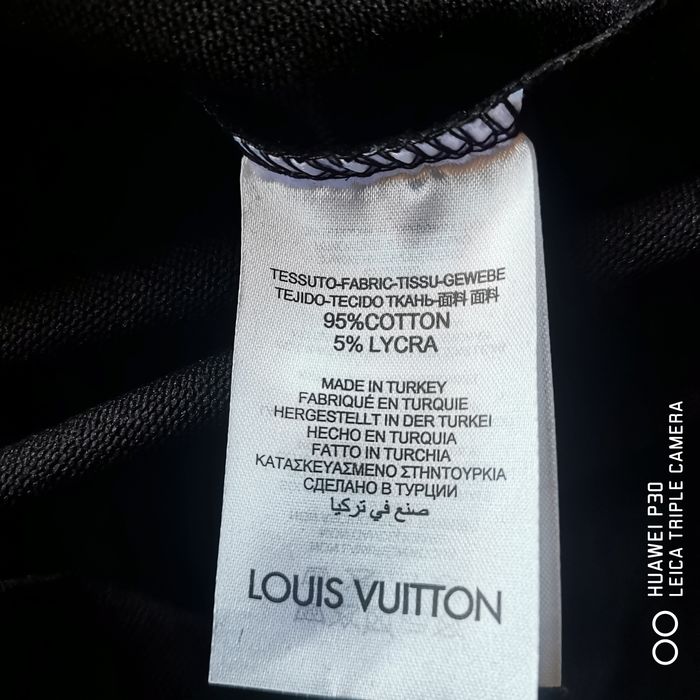 TESSUTO-FABRIC-TISSU-GEWEBE
TEJIDO-TECIDO ТКАНЬ-面料 面料
95%COTTON
5% LYCRA
MADE IN TURKEY
FABRIQUÉ EN TURQUIE
HERGESTELLT IN DER TURKEI
HECHO EN TURQUIA
FATTO IN TURCHIA
ΚΑΤΑΣΚΕΥΑΣΜΕΝΟ ΣΤΗΝΤΟΥΡΚΙΑ
СДЕЛАНО В ТУРЦИИ
صنع في تركيا
LOUIS VUITTON
HUAWEI P30
LEICA TRIPLE CAMERA